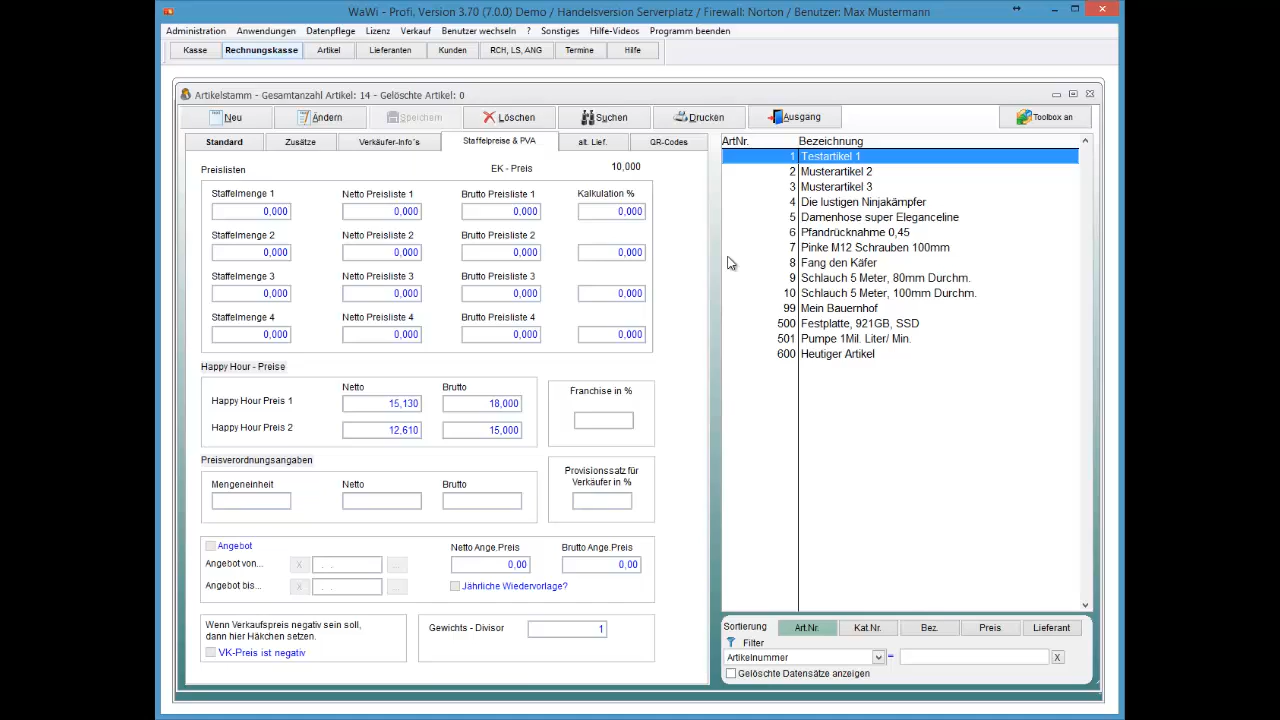 WaWi - Profi, Version 3.70 (7.0.0) Demo / Handelsversion Serverplatz / Firewall: Norton / Benutzer: Max Mustermann
Administration Anwendungen Datenpflege Lizenz Verkauf Benutzer wechseln ? Sonstiges Hilfe-Videos Programm beenden
Kasse Rechnungskasse Artikel Lieferanten Kunden RCH, LS, ANG Termine Hilfe
Artikelstamm - Gesamtanzahl Artikel: 14 - Gelöschte Artikel: 0
Neu Ändern Speichern Löschen Suchen Drucken Ausgang Toolbox an
Standard Zusätze Verkäufer-Info´s Staffelpreise & PVA alt. Lief. QR-Codes
Preislisten EK - Preis 10,000
Staffelmenge 1 Netto Preisliste 1 Brutto Preisliste 1 Kalkulation %
0,000 0,000 0,000 0,000
Staffelmenge 2 Netto Preisliste 2 Brutto Preisliste 2
0,000 0,000 0,000 0,000
Staffelmenge 3 Netto Preisliste 3 Brutto Preisliste 3
0,000 0,000 0,000 0,000
Staffelmenge 4 Netto Preisliste 4 Brutto Preisliste 4
0,000 0,000 0,000 0,000
Happy Hour - Preise
Netto Brutto
Happy Hour Preis 1 15,130 18,000
Happy Hour Preis 2 12,610 15,000
Franchise in %
Preisverordnungsangaben
Mengeneinheit Netto Brutto
Provisionssatz für
Verkäufer in %
Angebot
Angebot von... X . . ...
Angebot bis... X . . ...
Netto Ange.Preis Brutto Ange.Preis
0,00 0,00
Jährliche Wiedervorlage?
Wenn Verkaufspreis negativ sein soll,
dann hier Häkchen setzen.
VK-Preis ist negativ
Gewichts - Divisor 1
ArtNr. Bezeichnung
1 Testartikel 1
2 Musterartikel 2
3 Musterartikel 3
4 Die lustigen Ninjakämpfer
5 Damenhose super Eleganceline
6 Pfandrücknahme 0,45
7 Pinke M12 Schrauben 100mm
8 Fang den Käfer
9 Schlauch 5 Meter, 80mm Durchm.
10 Schlauch 5 Meter, 100mm Durchm.
99 Mein Bauernhof
500 Festplatte, 921GB, SSD
501 Pumpe 1Mil. Liter/ Min.
600 Heutiger Artikel
Sortierung Art.Nr. Kat.Nr. Bez. Preis Lieferant
Filter
Artikelnummer = X
Gelöschte Datensätze anzeigen